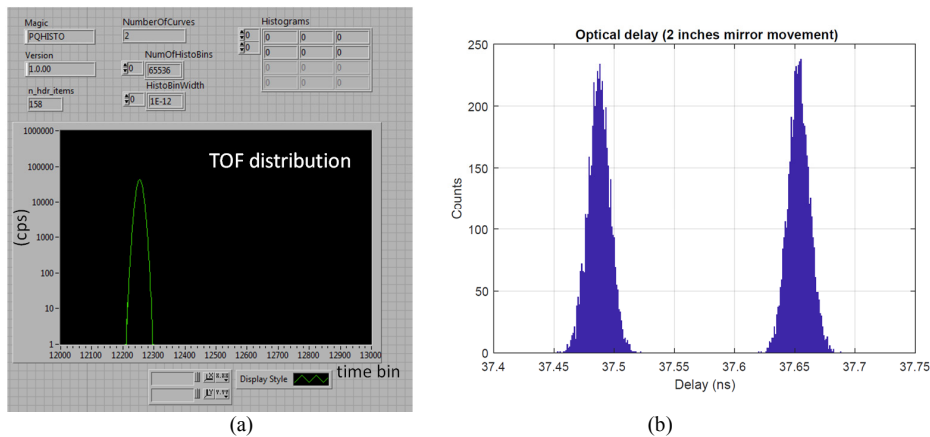 Magic
PQHISTO
Version
1.0.00
n_hdr_items
158
NumberOfCurves
2
NumOfHistoBins
0 65536
HistoBinWidth
0 1E-12
Histograms
0 0 0 0
0 0 0 0
0 0 0
0 0 0
TOF distribution
(cps)
1000000
100000
10000
1000
100
10
1
12000 12100 12200 12300 12400 12500 12600 12700 12800 12900 13000
time bin
Display Style
(a)
Optical delay (2 inches mirror movement)
Counts
250
200
150
100
50
0
37.4 37.45 37.5 37.55 37.6 37.65 37.7 37.75
Delay (ns)
(b)